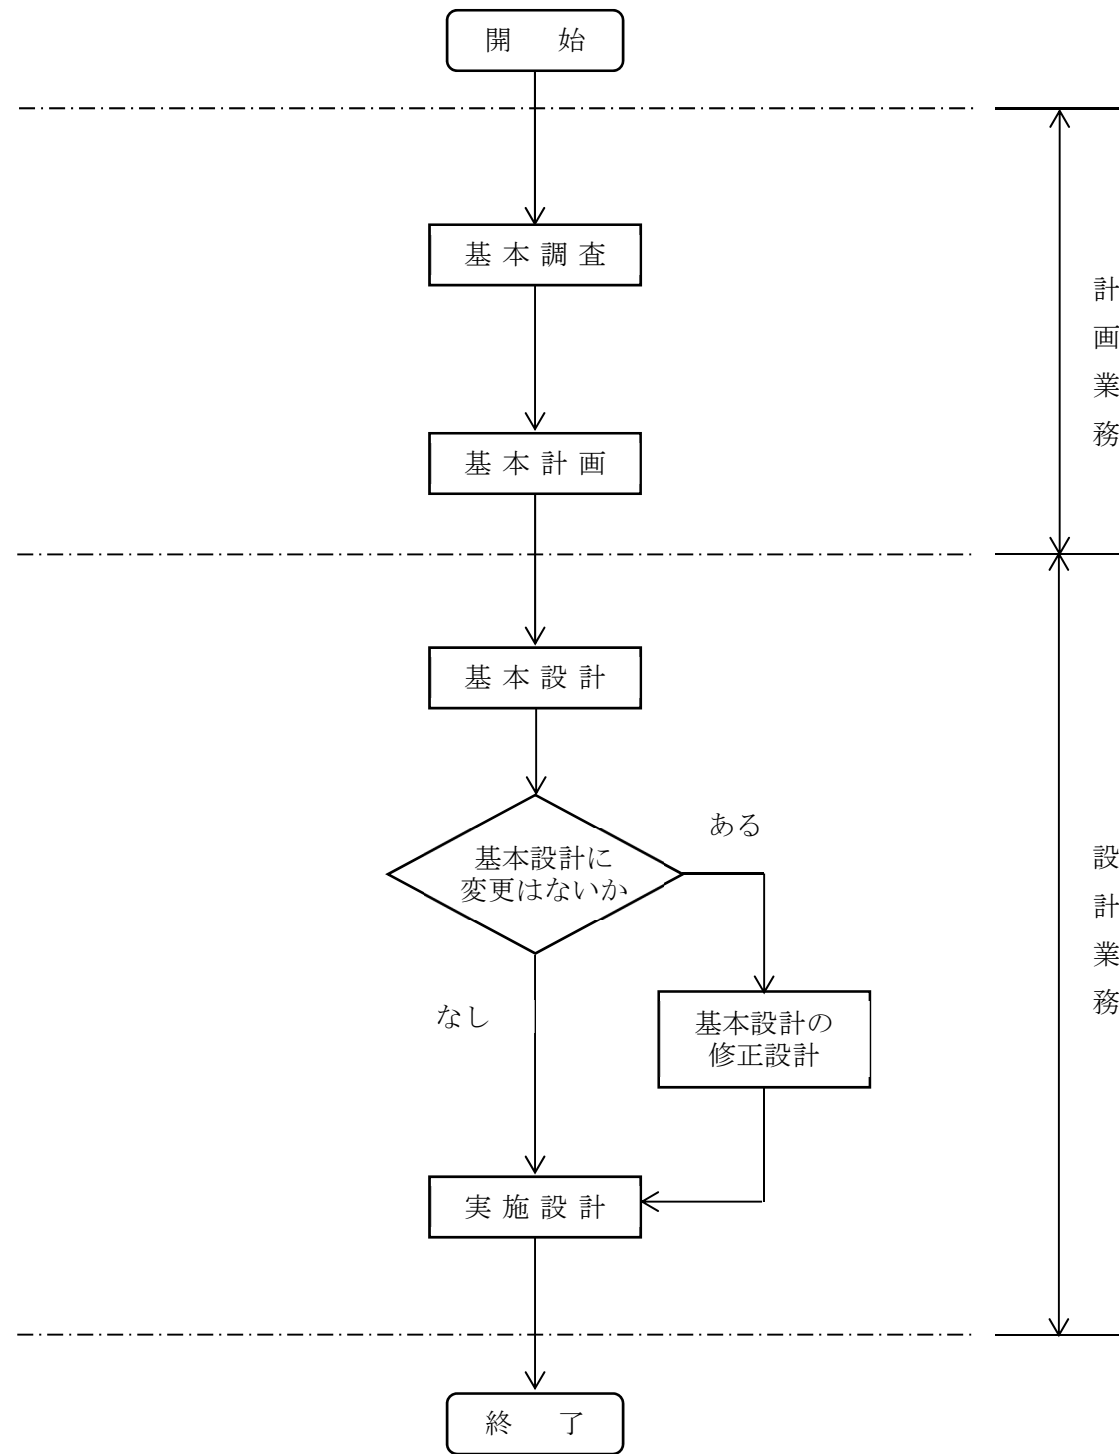 開　始
基本調査
計画業務
基本計画
基本設計
ある
基本設計に
変更はないか
設計業務
なし
基本設計の
修正設計
実施設計
終　了